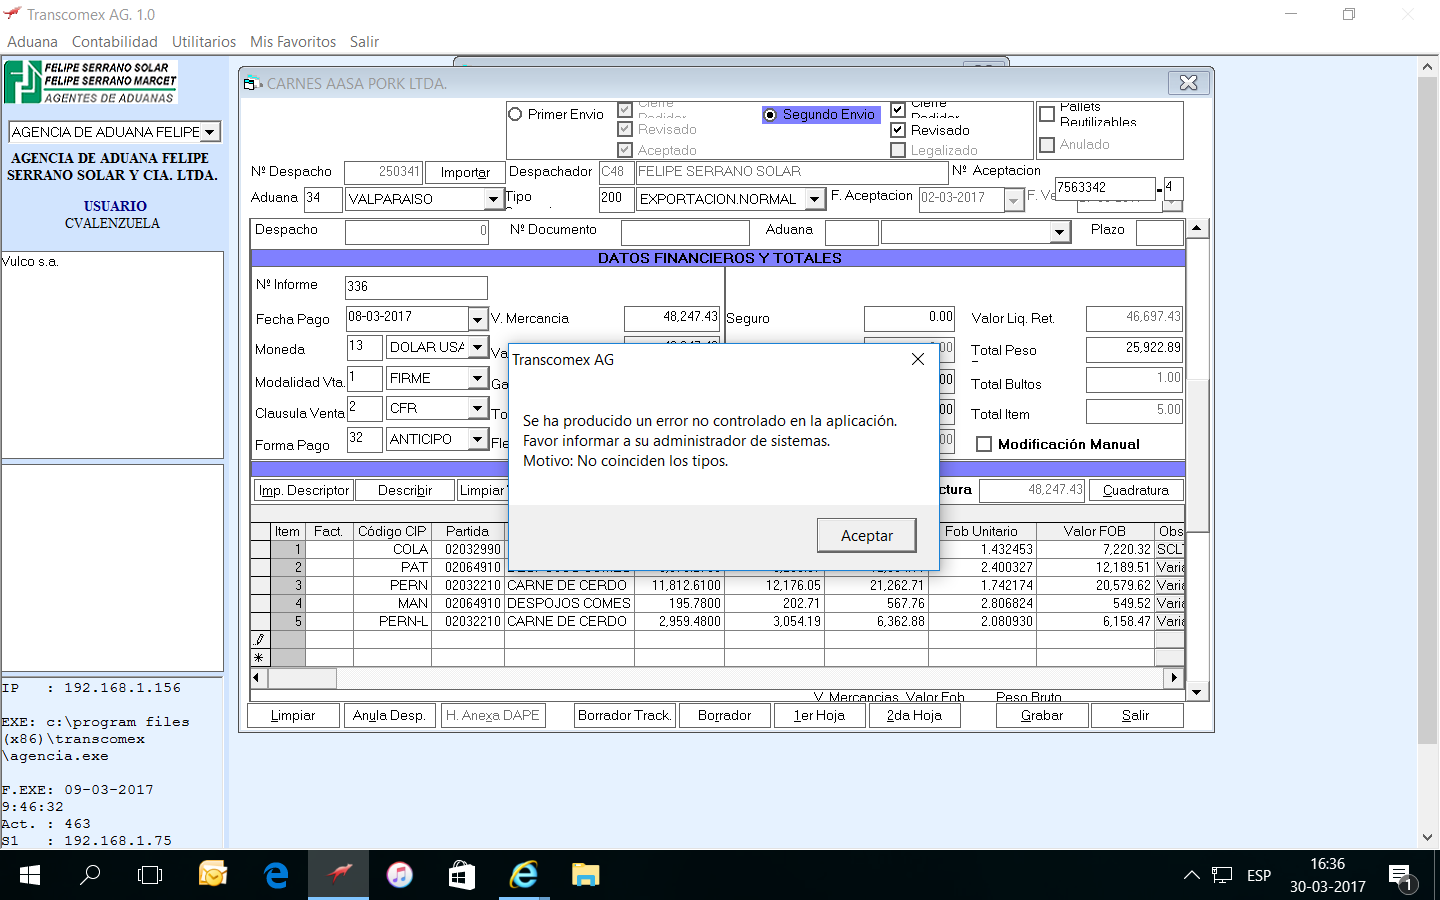 Transcomex AG. 1.0
Aduana Contabilidad Utilitarios Mis Favoritos Salir
FELIPE SERRANO SOLAR
FELIPE SERRANO MARCET
AGENTES DE ADUANAS
AGENCIA DE ADUANA FELIPE
AGENCIA DE ADUANA FELIPE
SERRANO SOLAR Y CIA. LTDA.
USUARIO
CVALENZUELA
Vulco s.a.
IP : 192.168.1.156
EXE: c:\program files
(x86)\transcomex
\agencia.exe
F.EXE: 09-03-2017
9:46:32
Act. : 463
S1 : 192.168.1.75
CARNES AASA PORK LTDA.
Primer Envio
Cierre
Revisado
Aceptado
Segundo Envio
Cierre
Revisado
Legalizado
Pallets
Reutilizables
Anulado
Nº Despacho 250341 Importar Despachador C48 FELIPE SERRANO SOLAR Nº Aceptacion 7563342 - 4
Aduana 34 VALPARAISO Tipo 200 EXPORTACION.NORMAL F. Aceptacion 02-03-2017
Despacho 0 Nº Documento Aduana Plazo
DATOS FINANCIEROS Y TOTALES
Nº Informe 336
Fecha Pago 08-03-2017 V. Mercancia 48,247.43 Seguro 0.00 Valor Liq. Ret. 46,697.43
Moneda 13 DOLAR USA Total Peso 25,922.89
Modalidad Vta. 1 FIRME Total Bultos 1.00
Clausula Venta 2 CFR Total Item 5.00
Forma Pago 32 ANTICIPO Modificación Manual
Transcomex AG
Se ha producido un error no controlado en la aplicación.
Favor informar a su administrador de sistemas.
Motivo: No coinciden los tipos.
Aceptar
Imp. Descriptor Describir Limpiar 48,247.43 Cuadratura
Item Fact. Código CIP Partida Fob Unitario Valor FOB Obs
1 COLA 02032990 1.432453 7,220.32
2 PAT 02064910 2.400327 12,189.51
3 PERN 02032210 CARNE DE CERDO 11,812.6100 12,176.05 21,262.71 1.742174 20,579.62
4 MAN 02064910 DESPOJOS COMES 195.7800 202.71 567.76 2.806824 549.52
5 PERN-L 02032210 CARNE DE CERDO 2,959.4800 3,054.19 6,362.88 2.080930 6,158.47
V. Mercancias Valor Fob Peso Bruto
Limpiar Anula Desp. H. Anexa DAPE Borrador Track. Borrador 1er Hoja 2da Hoja Grabar Salir
ESP
16:36
30-03-2017
1